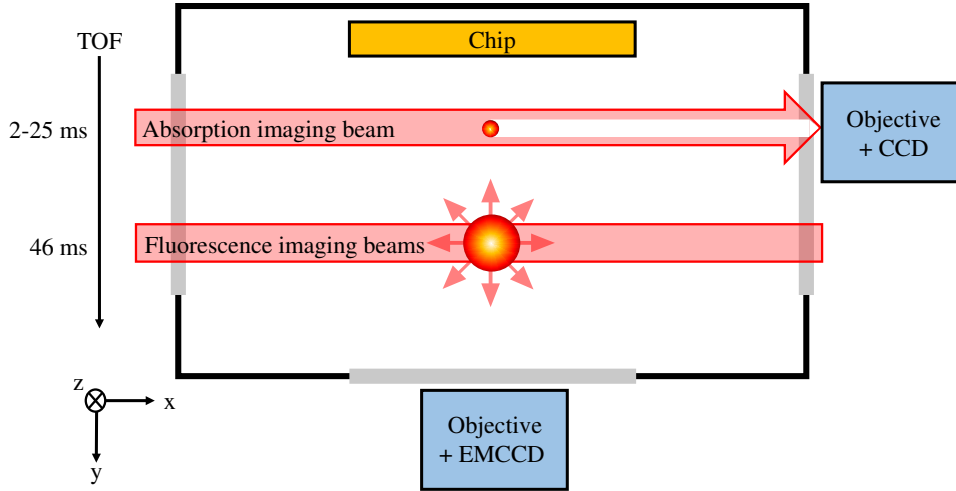 TOF
Chip
2-25 ms
Absorption imaging beam
Objective
+ CCD
46 ms
Fluorescence imaging beams
z
x
y
Objective
+ EMCCD